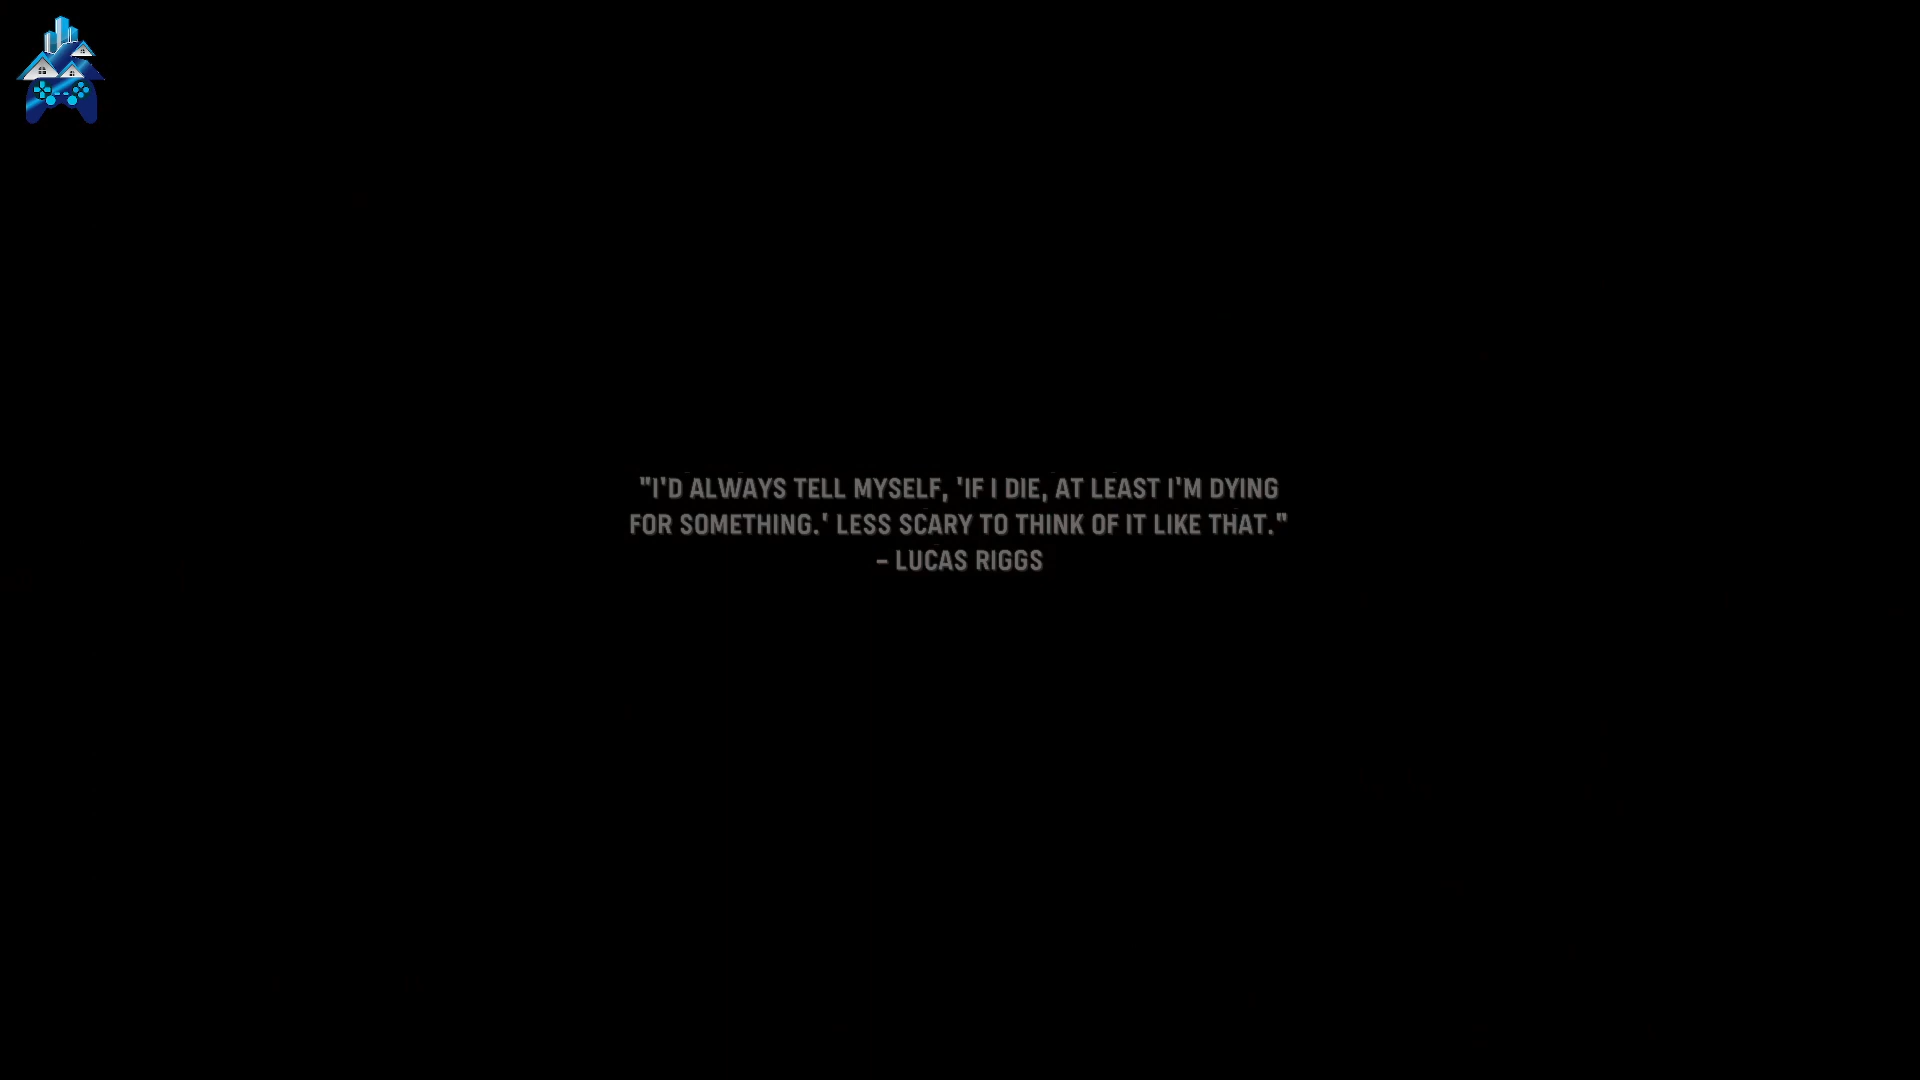 "I'D ALWAYS TELL MYSELF, 'IF I DIE, AT LEAST I'M DYING
FOR SOMETHING.' LESS SCARY TO THINK OF IT LIKE THAT."
– LUCAS RIGGS